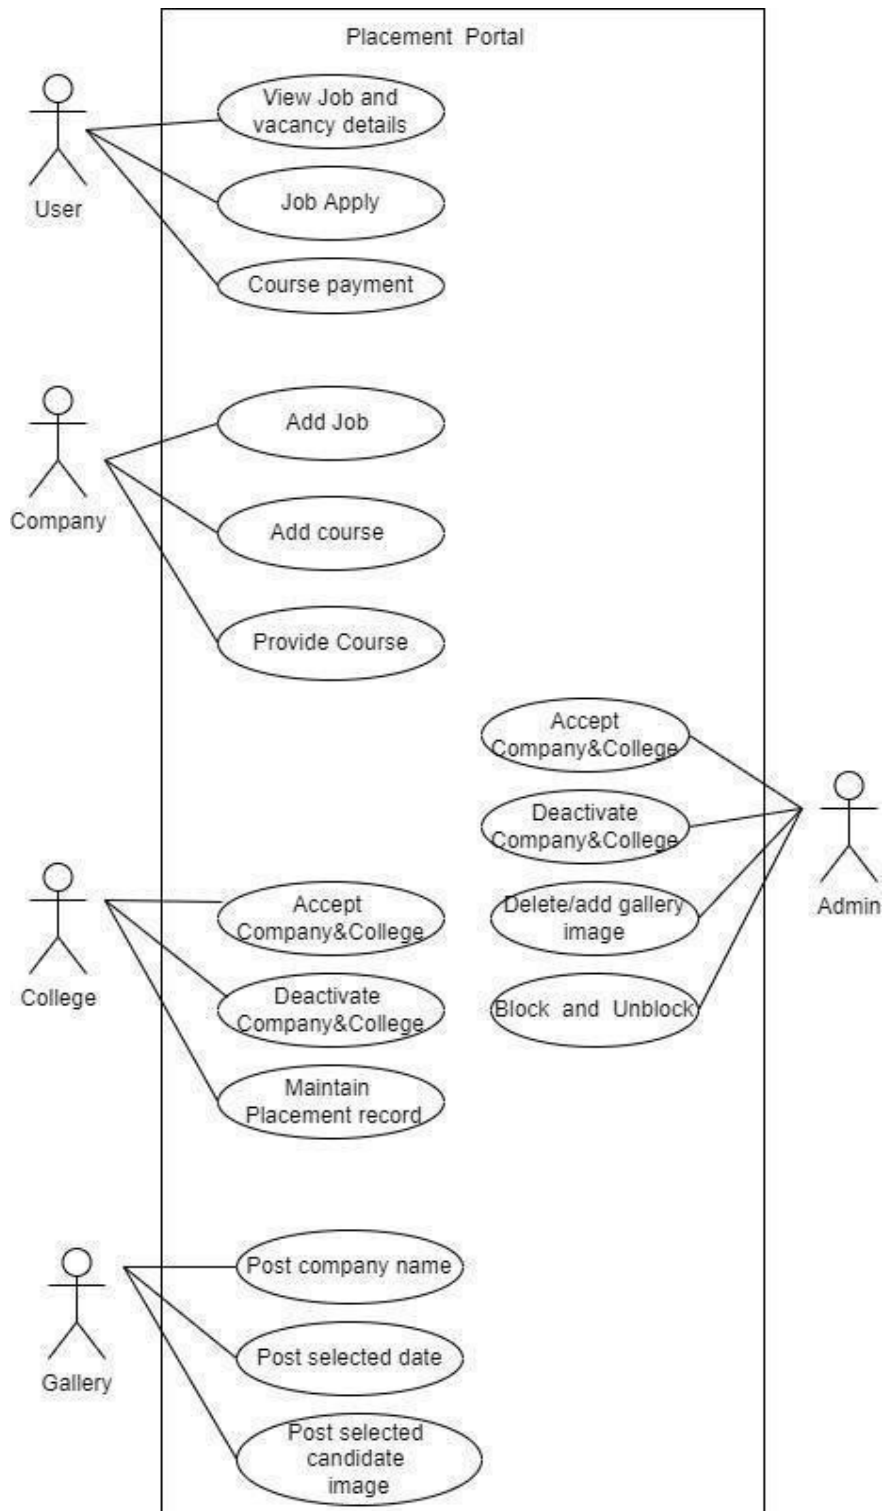 Placement Portal
View Job and
vacancy details
User
Job Apply
Course payment
Add Job
Company
Add course
Provide Course
Accept
Company&College
Deactivate
Company&College
Delete/add gallery
image
Admin
Block and Unblock
Accept
Company&College
College
Deactivate
Company&College
Maintain
Placement record
Post company name
Post selected date
Gallery
Post selected
candidate
image